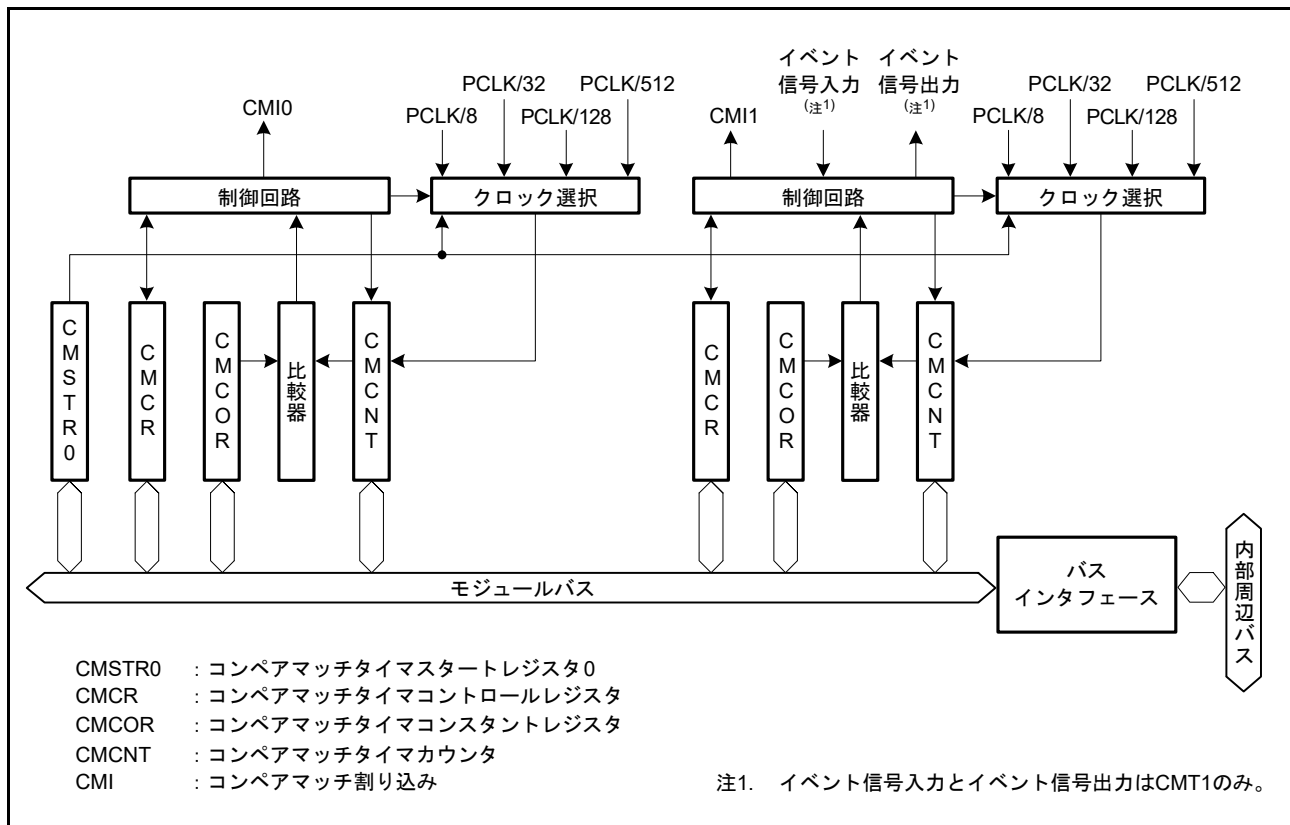 CMI0
PCLK/8
PCLK/32
PCLK/128
PCLK/512
CMI1
イベント
信号入力
(注1)
イベント
信号出力
(注1)
PCLK/8
PCLK/32
PCLK/128
PCLK/512
制御回路
クロック選択
制御回路
クロック選択
CMSTR0
CMCR
CMCOR
比較器
CMCNT
CMCR
CMCOR
比較器
CMCNT
モジュールバス
バス
インタフェース
内部周辺バス
CMSTR0 : コンペアマッチタイマスタートレジスタ0
CMCR : コンペアマッチタイマコントロールレジスタ
CMCOR : コンペアマッチタイマコンスタントレジスタ
CMCNT : コンペアマッチタイマカウンタ
CMI : コンペアマッチ割り込み
注1. イベント信号入力とイベント信号出力はCMT1のみ。